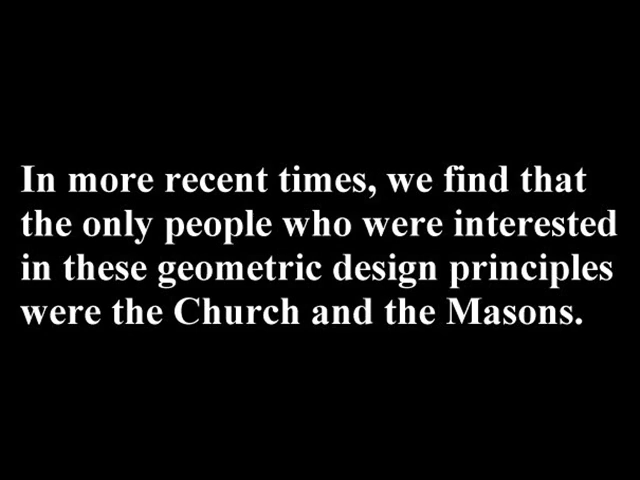 In more recent times, we find that
the only people who were interested
in these geometric design principles
were the Church and the Masons.